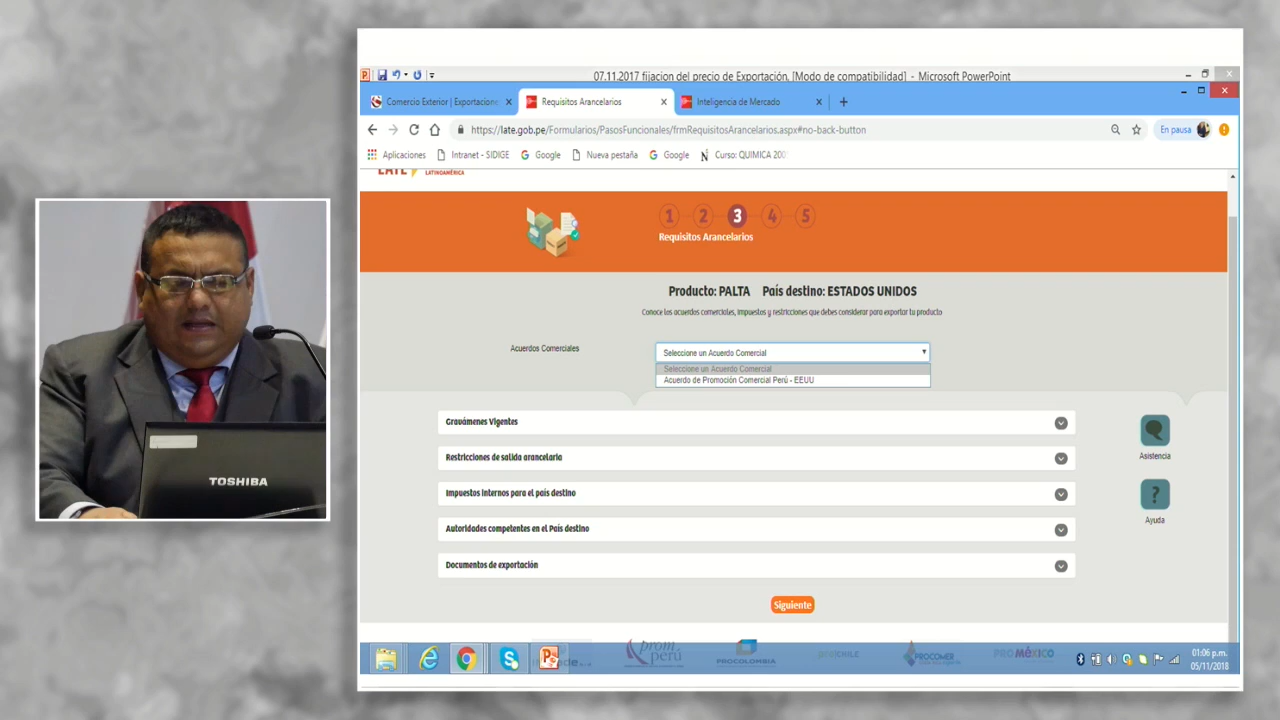 07.11.2017 fijacion del precio de Exportación, [Modo de compatibilidad] - Microsoft PowerPoint
Comercio Exterior | Exportacione
Requisitos Arancelarios
Inteligencia de Mercado
https://late.gob.pe/Formularios/PasosFuncionales/frmRequisitosArancelarios.aspx#no-back-button
En pausa
Aplicaciones
Intranet - SIDIGE
Google
Nueva pestaña
Google
Curso: QUIMICA 200
LATE
LATINOAMÉRICA
1 2 3 4 5
Requisitos Arancelarios
Producto: PALTA País destino: ESTADOS UNIDOS
Conoce los acuerdos comerciales, impuestos y restricciones que debes considerar para exportar tu producto
Acuerdos Comerciales
Seleccione un Acuerdo Comercial
Seleccione un Acuerdo Comercial
Acuerdo de Promoción Comercial Perú - EEUU
Gravámenes Vigentes
Restricciones de salida arancelaria
Impuestos internos para el país destino
Autoridades competentes en el País destino
Documentos de exportación
Asistencia
?
Ayuda
Siguiente
prom
perú
PROCOLOMBIA
PROCHILE
PROCOMER
PROMÉXICO
01:06 p.m.
05/11/2018
TOSHIBA